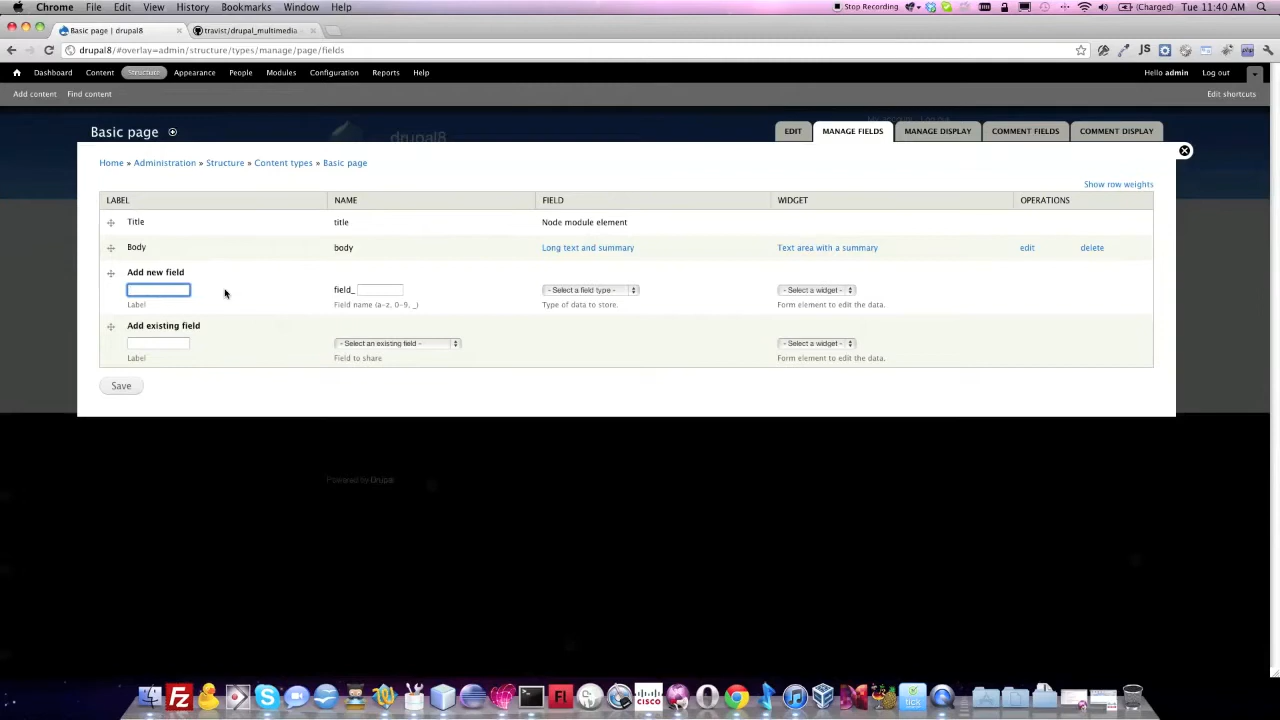 Chrome File Edit View History Bookmarks Window Help Stop Recording (Charged) Tue 11:40 AM
Basic page | drupal8 travist/drupal_multimedia
drupal8/#overlay=admin/structure/types/manage/page/fields
Dashboard Content Structure Appearance People Modules Configuration Reports Help Hello admin Log out
Add content Find content Edit shortcuts
drupal8
Basic page EDIT MANAGE FIELDS MANAGE DISPLAY COMMENT FIELDS COMMENT DISPLAY
Home » Administration » Structure » Content types » Basic page
Show row weights
LABEL NAME FIELD WIDGET OPERATIONS
Title title Node module element
Body body Long text and summary Text area with a summary edit delete
Add new field
field_ - Select a field type - - Select a widget -
Label Field name (a-z, 0-9, _) Type of data to store. Form element to edit the data.
Add existing field
- Select an existing field - - Select a widget -
Label Field to share Form element to edit the data.
Save
Powered by Drupal
CISCO
tick